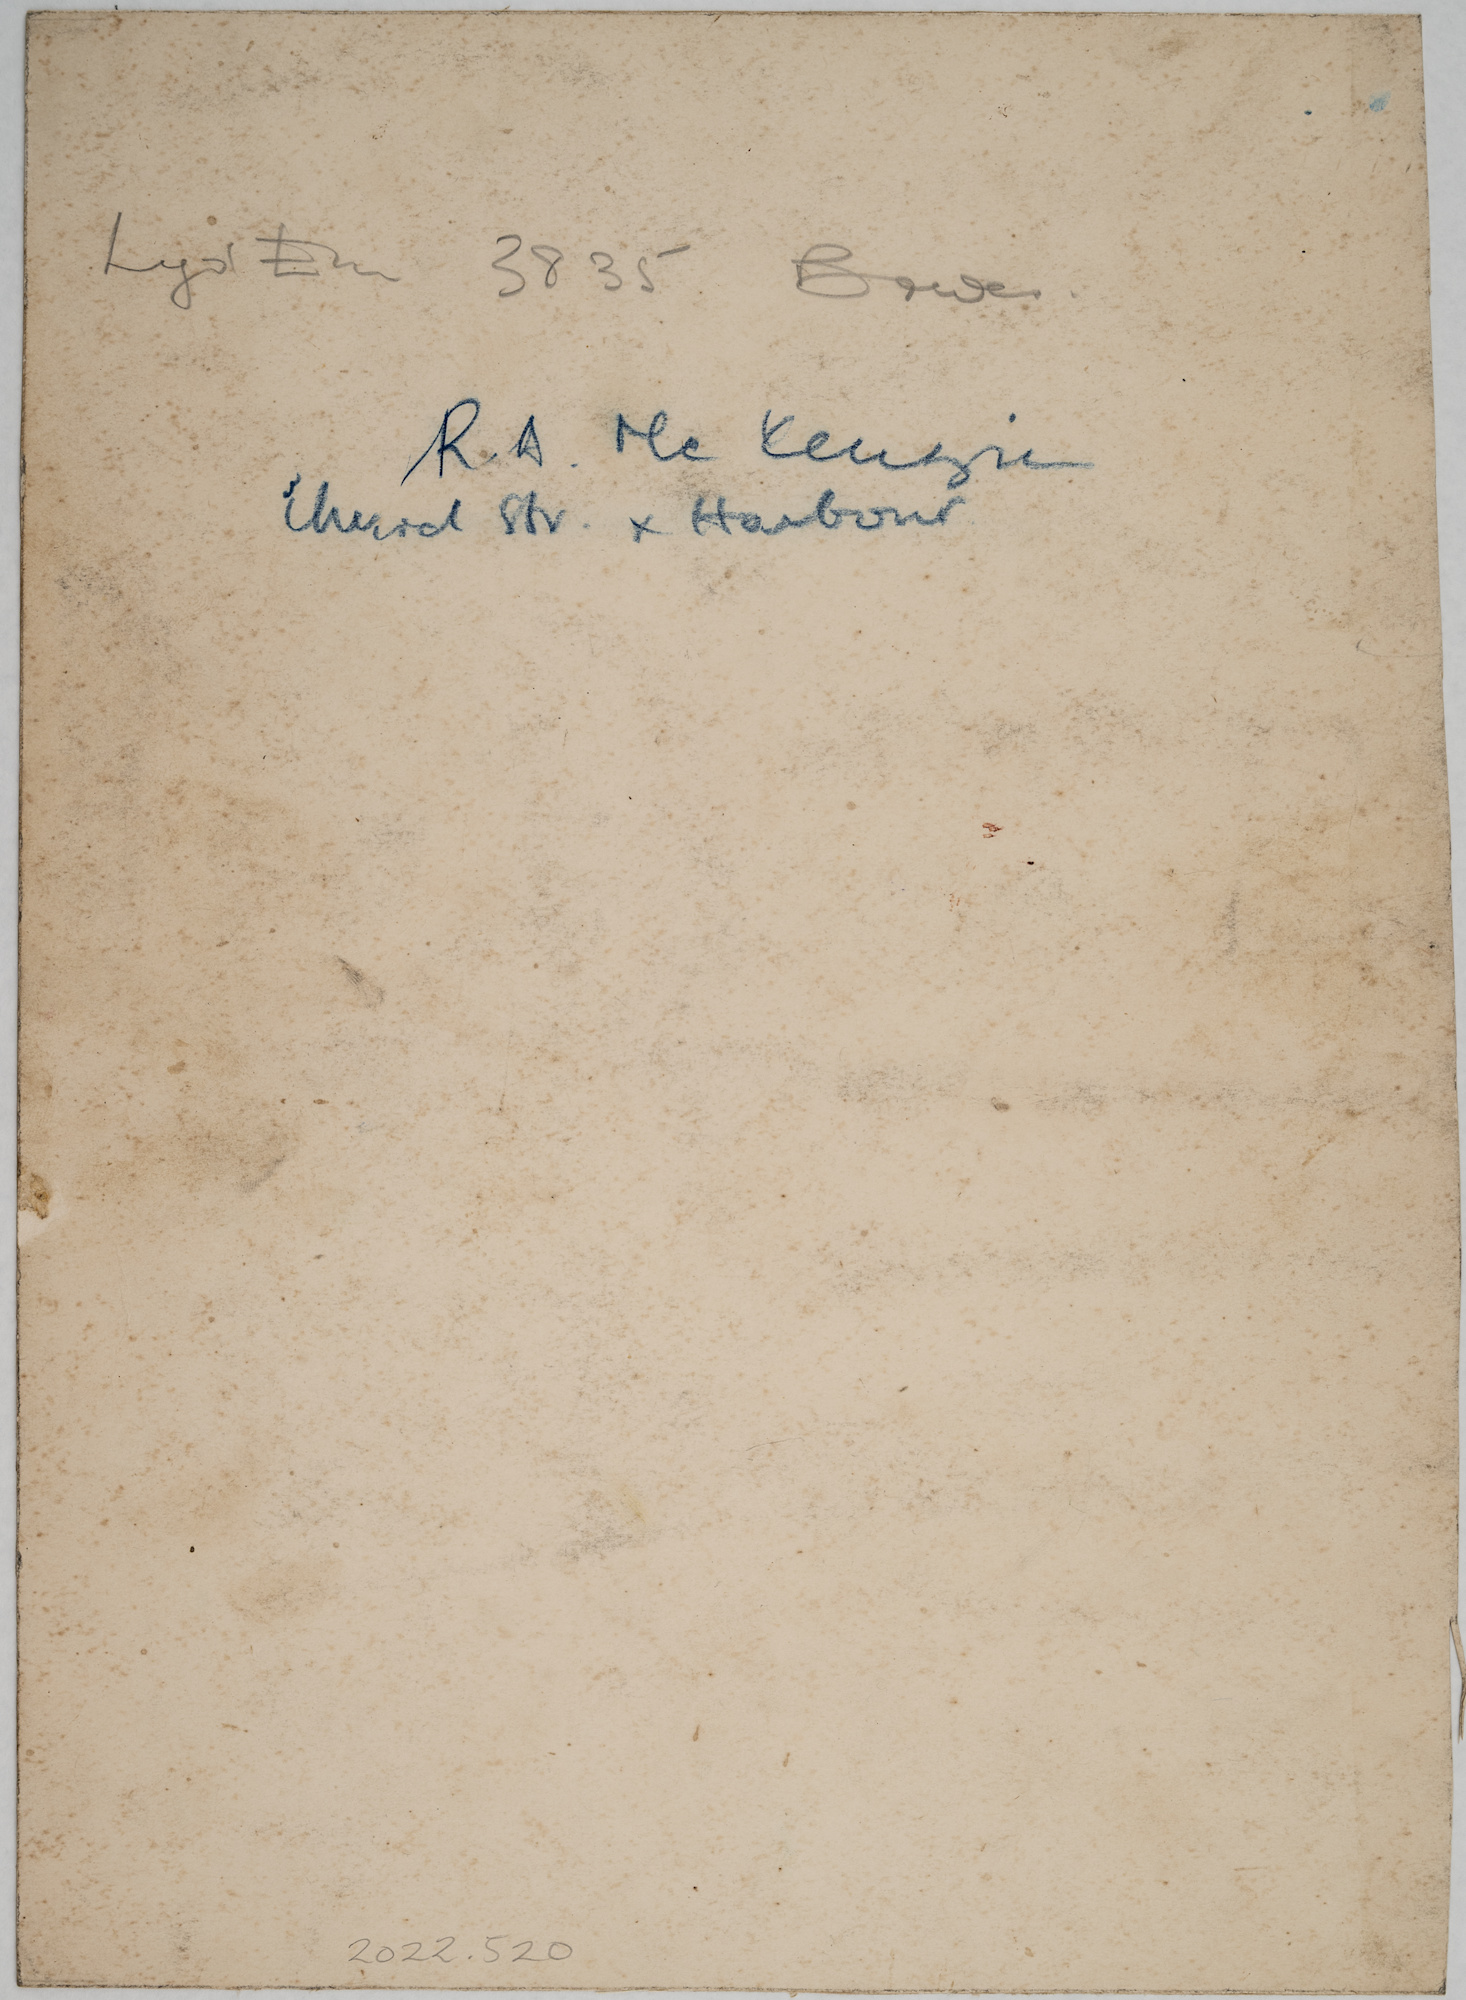 3835
R.A. Mc Kenzie
Church Str. x Harbour
2022.520